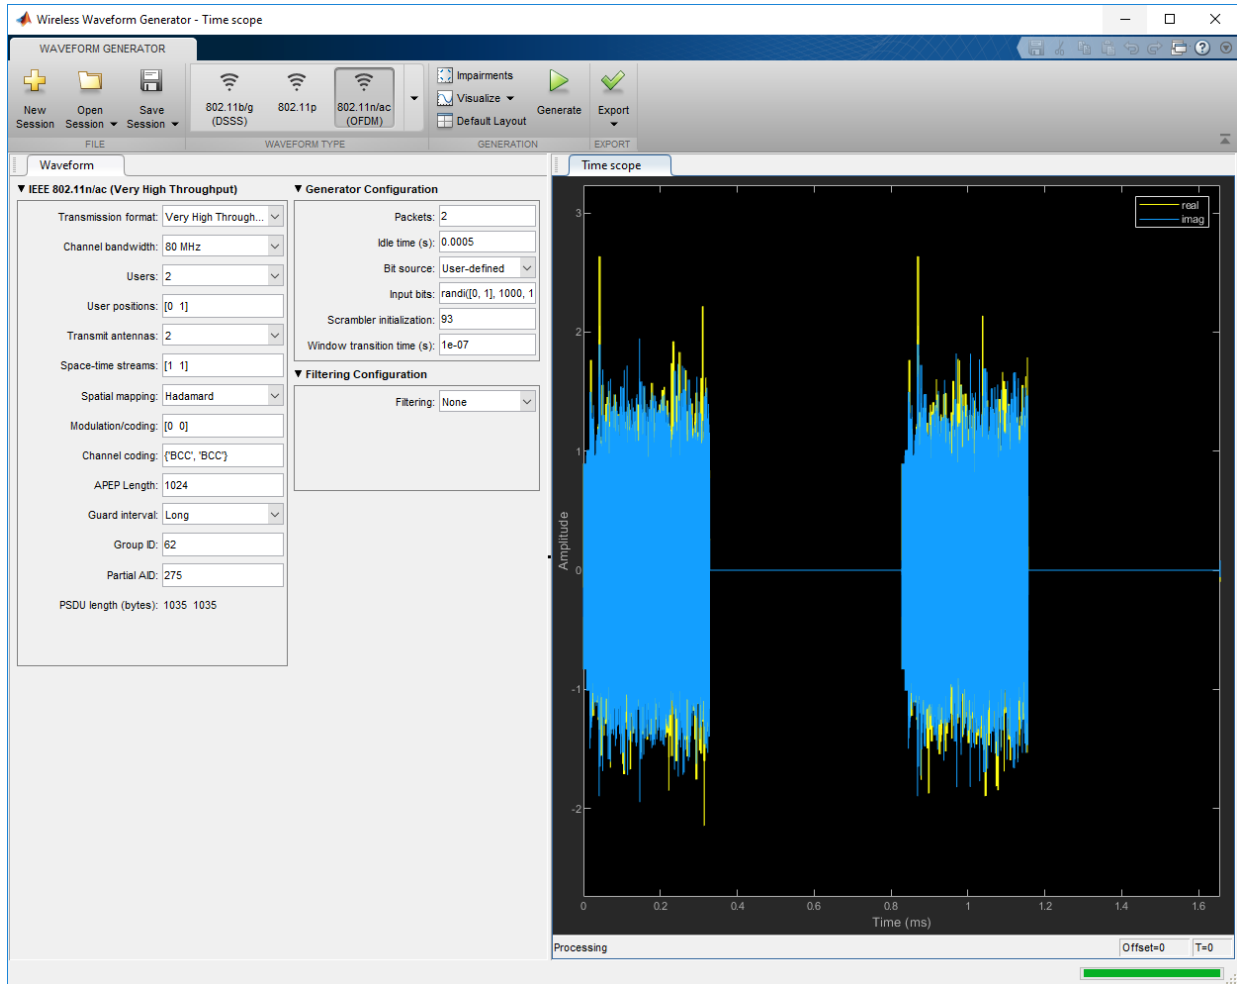 Wireless Waveform Generator - Time scope
WAVEFORM GENERATOR
New Session
Open Session
Save Session
FILE
802.11b/g (DSSS)
802.11p
802.11n/ac (OFDM)
WAVEFORM TYPE
Impairments
Visualize
Default Layout
Generate
GENERATION
Export
EXPORT
Waveform
IEEE 802.11n/ac (Very High Throughput)
Transmission format: Very High Through...
Channel bandwidth: 80 MHz
Users: 2
User positions: [0 1]
Transmit antennas: 2
Space-time streams: [1 1]
Spatial mapping: Hadamard
Modulation/coding: [0 0]
Channel coding: {'BCC', 'BCC'}
APEP Length: 1024
Guard interval: Long
Group ID: 62
Partial AID: 275
PSDU length (bytes): 1035 1035
Generator Configuration
Packets: 2
Idle time (s): 0.0005
Bit source: User-defined
Input bits: randi([0, 1], 1000, 1
Scrambler initialization: 93
Window transition time (s): 1e-07
Filtering Configuration
Filtering: None
Time scope
real
imag
3
2
1
0
-1
-2
Amplitude
0 0.2 0.4 0.6 0.8 1 1.2 1.4 1.6
Time (ms)
Processing
Offset=0
T=0